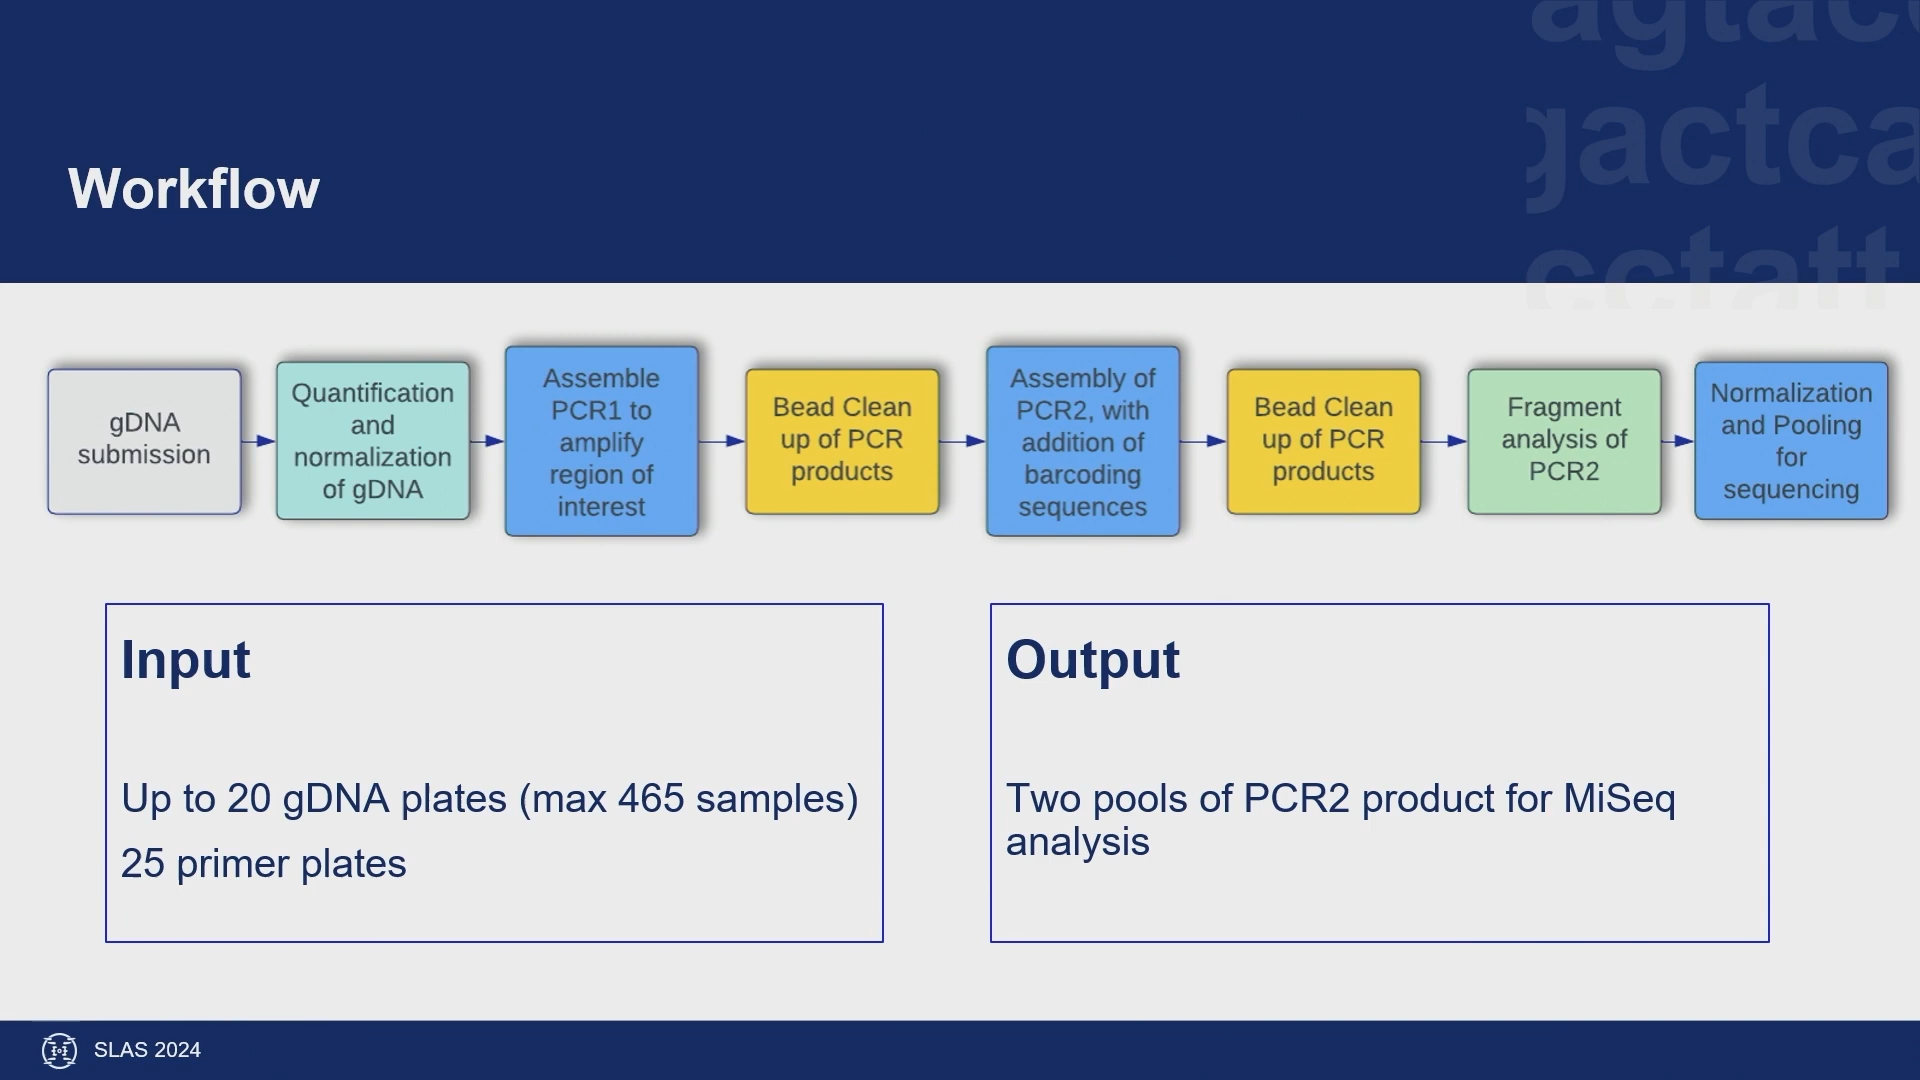 agtac
gactca
cctatt
Workflow
gDNA
submission
Quantification
and
normalization
of gDNA
Assemble
PCR1 to
amplify
region of
interest
Bead Clean
up of PCR
products
Assembly of
PCR2, with
addition of
barcoding
sequences
Bead Clean
up of PCR
products
Fragment
analysis of
PCR2
Normalization
and Pooling
for
sequencing
Input
Up to 20 gDNA plates (max 465 samples)
25 primer plates
Output
Two pools of PCR2 product for MiSeq
analysis
SLAS 2024